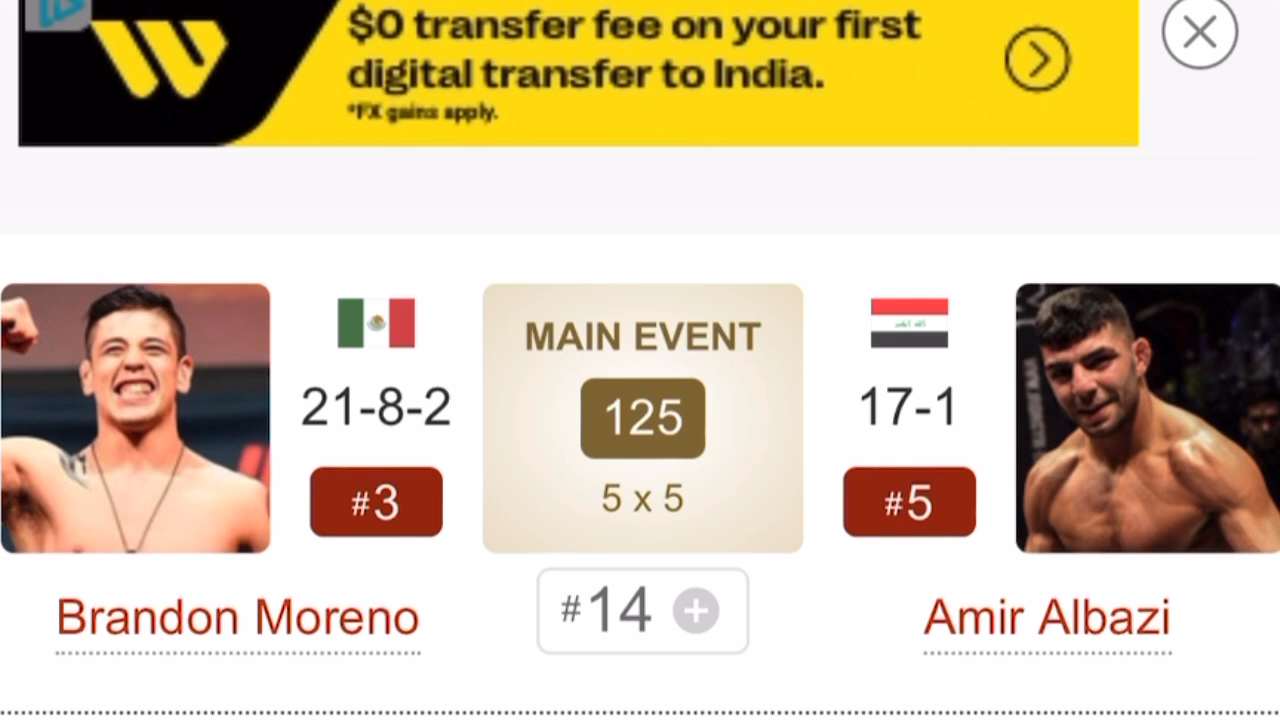 $0 transfer fee on your first
digital transfer to India.
*FX gains apply.
MAIN EVENT
21-8-2
125
17-1
#3
5 x 5
#5
Brandon Moreno
#14
Amir Albazi